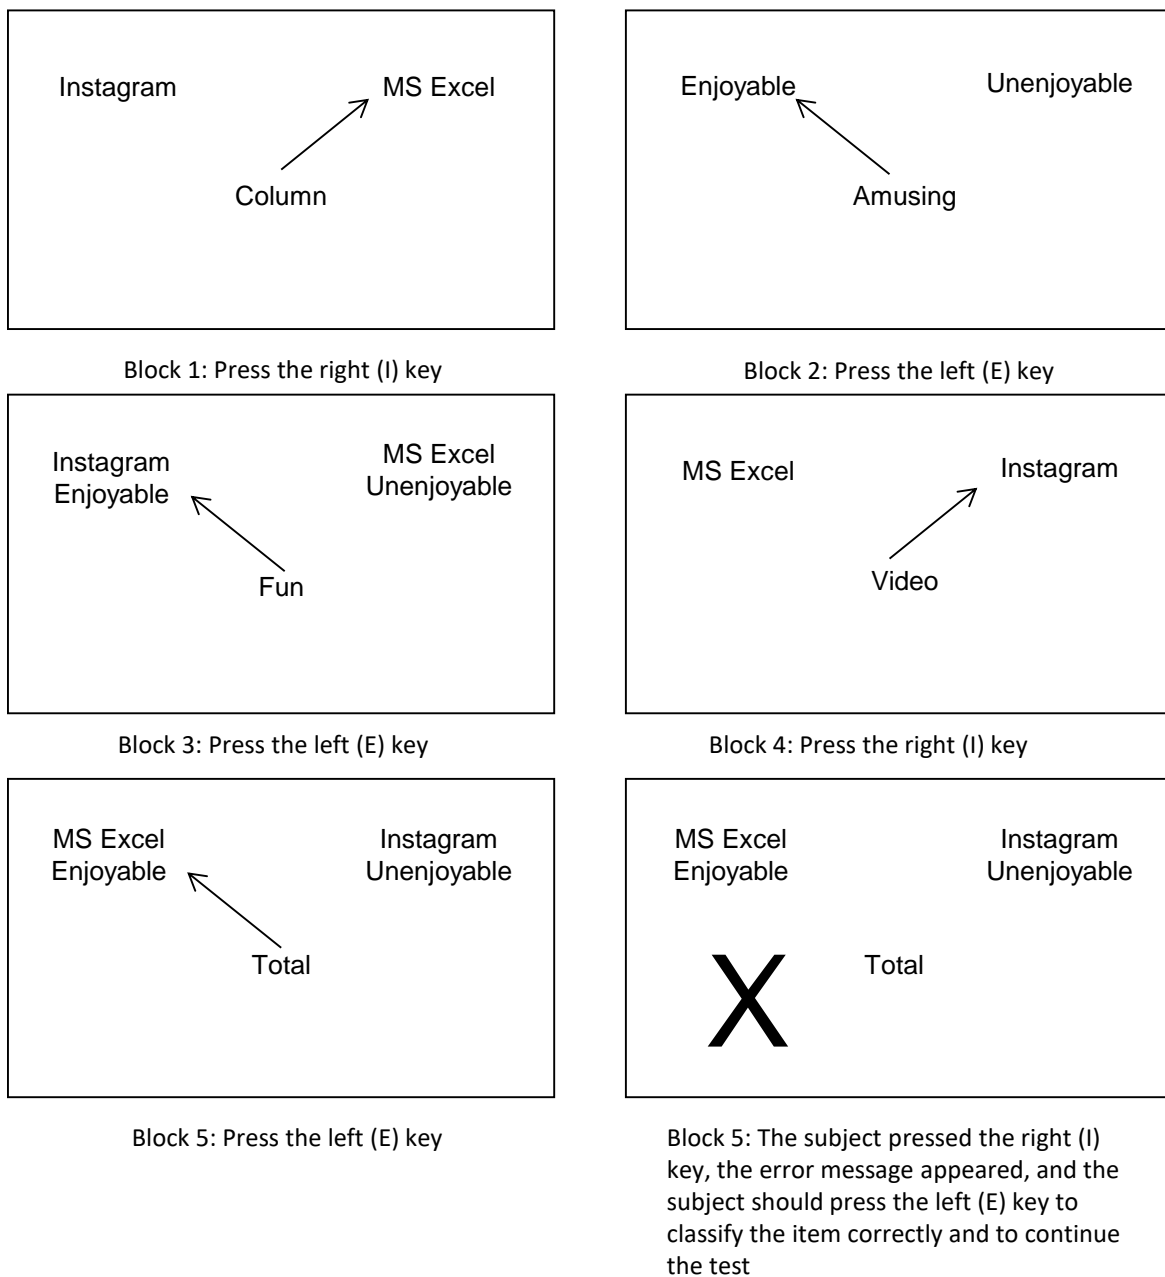 Instagram MS Excel
Column
Block 1: Press the right (I) key
Enjoyable Unenjoyable
Amusing
Block 2: Press the left (E) key
Instagram
Enjoyable
MS Excel
Unenjoyable
Fun
Block 3: Press the left (E) key
MS Excel Instagram
Video
Block 4: Press the right (I) key
MS Excel
Enjoyable
Instagram
Unenjoyable
Total
Block 5: Press the left (E) key
MS Excel
Enjoyable
Instagram
Unenjoyable
Total
X
Block 5: The subject pressed the right (I)
key, the error message appeared, and the
subject should press the left (E) key to
classify the item correctly and to continue
the test